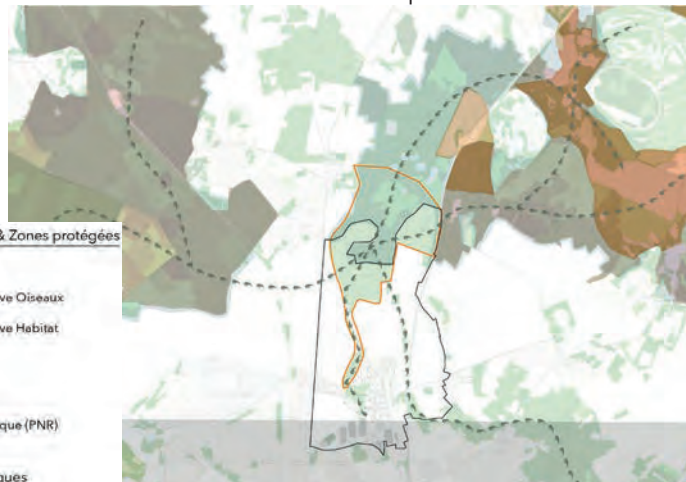 & Zones protégées
ve Oiseaux
ve Habitat
que (PNR)
ques